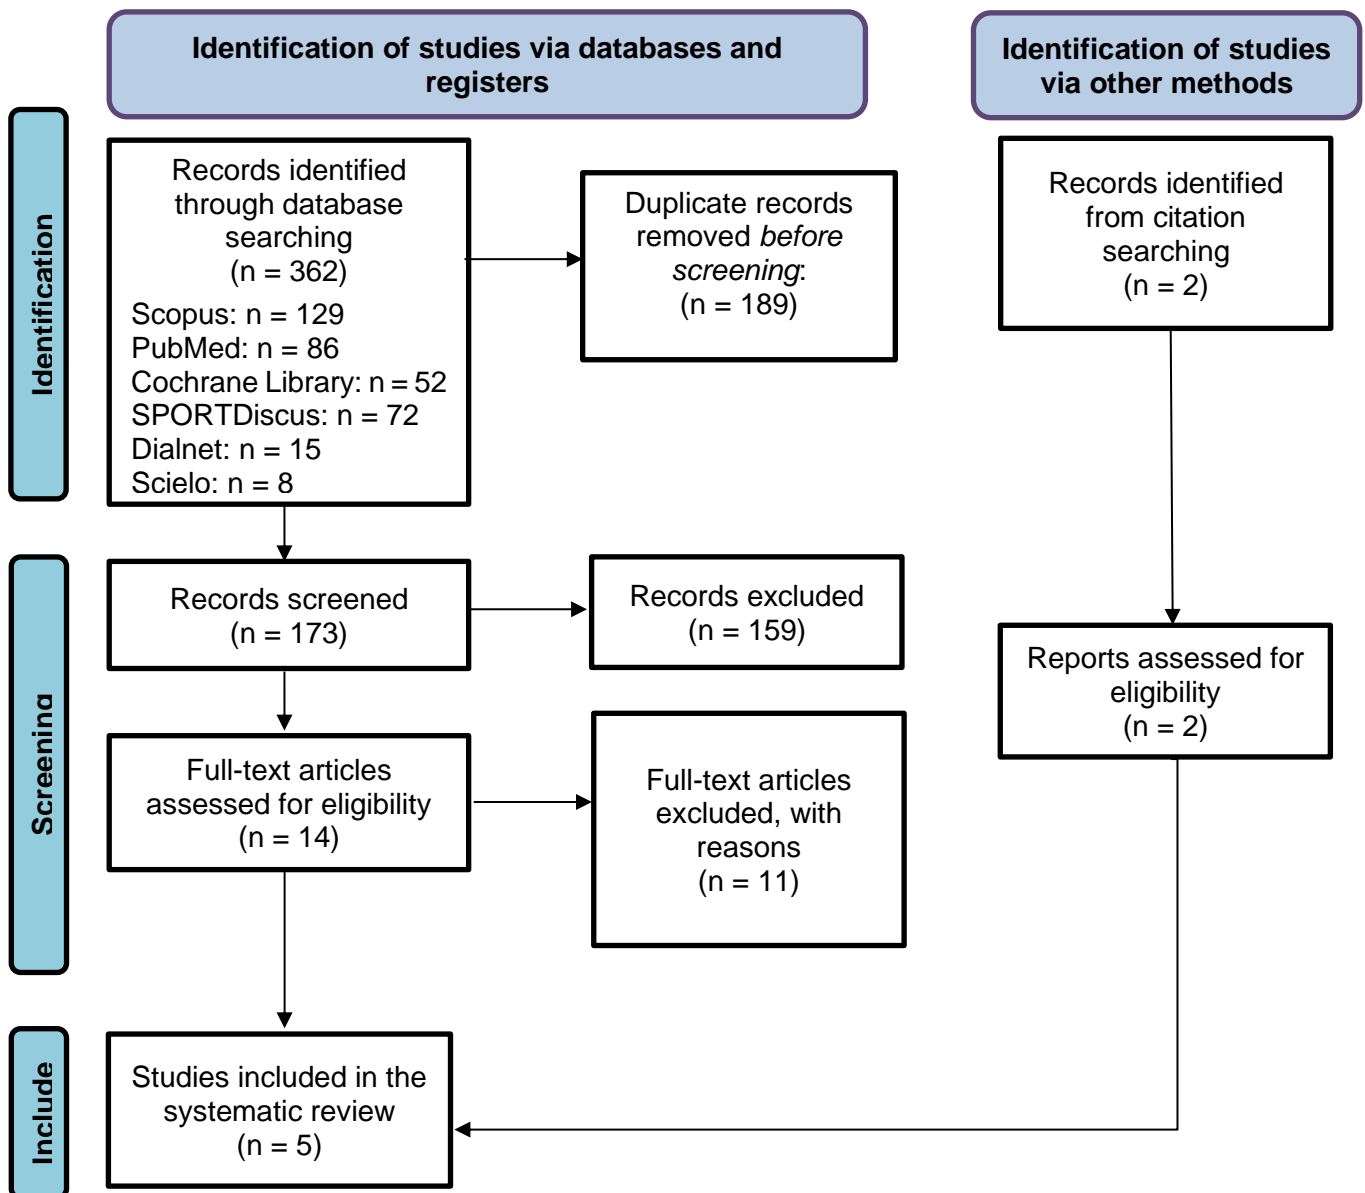 Identification of studies via databases and
registers
Identification of studies
via other methods
Identification
Records identified
through database
searching
(n = 362)
Scopus: n = 129
PubMed: n = 86
Cochrane Library: n = 52
SPORTDiscus: n = 72
Dialnet: n = 15
Scielo: n = 8
Duplicate records
removed before
screening:
(n = 189)
Records identified
from citation
searching
(n = 2)
Screening
Records screened
(n = 173)
Records excluded
(n = 159)
Reports assessed for
eligibility
(n = 2)
Full-text articles
assessed for eligibility
(n = 14)
Full-text articles
excluded, with
reasons
(n = 11)
Include
Studies included in the
systematic review
(n = 5)